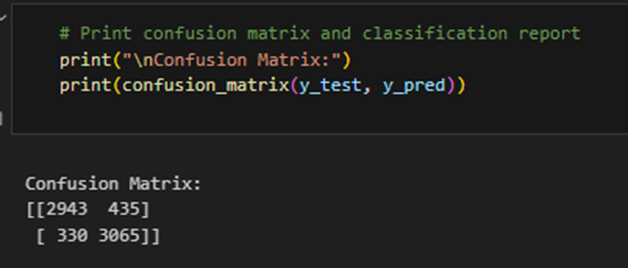 # Print confusion matrix and classification report
print("\nConfusion Matrix:")
print(confusion_matrix(y_test, y_pred))
Confusion Matrix:
[[2943  435]
 [ 330 3065]]